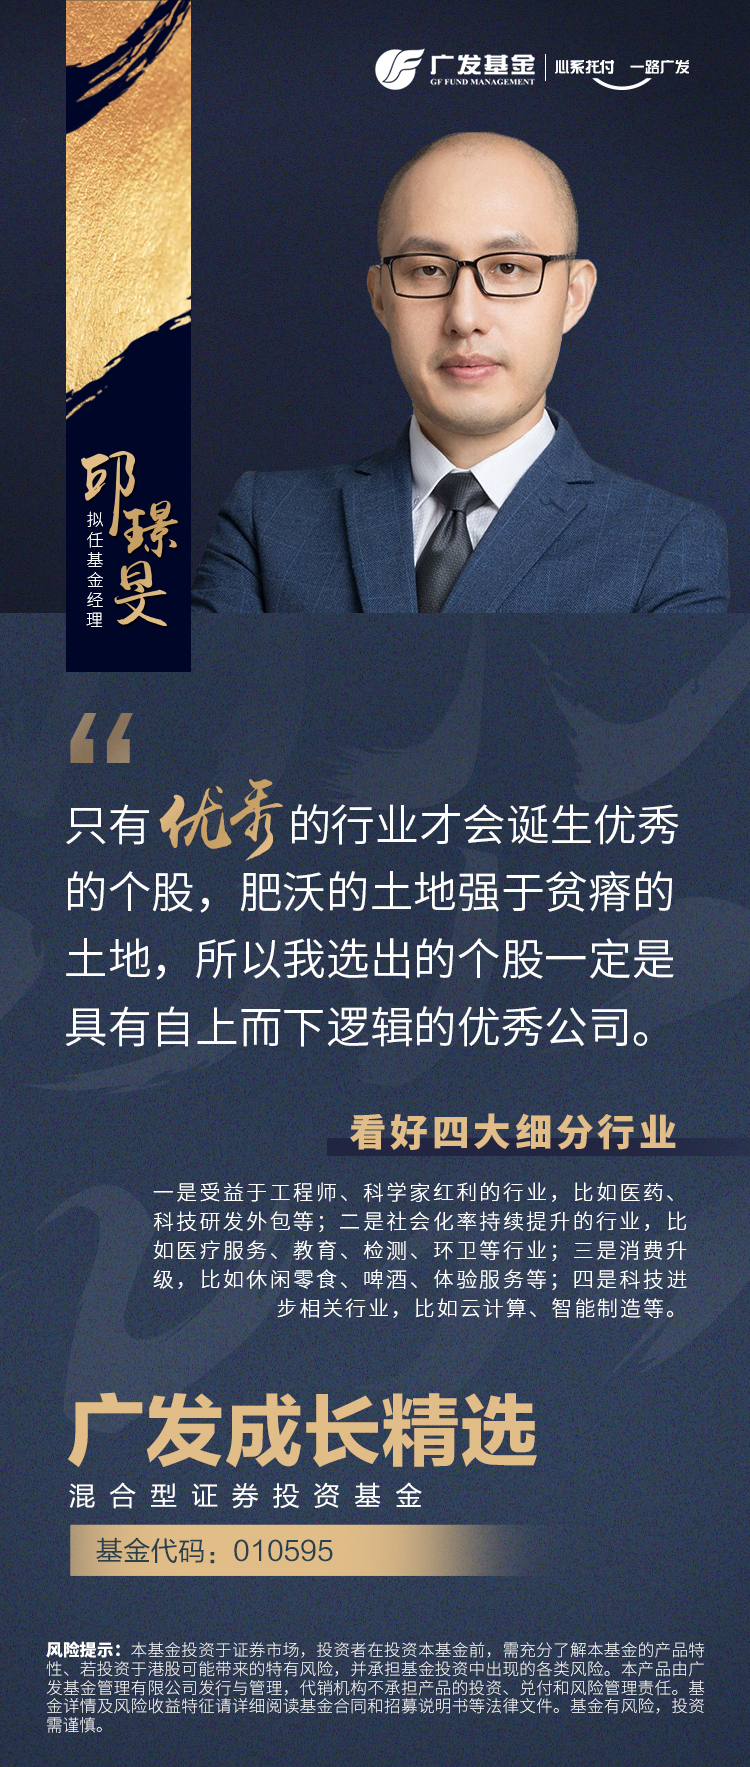 广发基金 心系托付 一路广发
GF FUND MANAGEMENT
邱璟旻
拟任基金经理
“
只有优秀的行业才会诞生优秀
的个股，肥沃的土地强于贫瘠的
土地，所以我选出的个股一定是
具有自上而下逻辑的优秀公司。
看好四大细分行业
一是受益于工程师、科学家红利的行业，比如医药、
科技研发外包等；二是社会化率持续提升的行业，比
如医疗服务、教育、检测、环卫等行业；三是消费升
级，比如休闲零食、啤酒、体验服务等；四是科技进
步相关行业，比如云计算、智能制造等。
广发成长精选
混合型证券投资基金
基金代码：010595
风险提示：本基金投资于证券市场，投资者在投资本基金前，需充分了解本基金的产品特
性、若投资于港股可能带来的特有风险，并承担基金投资中出现的各类风险。本产品由广
发基金管理有限公司发行与管理，代销机构不承担产品的投资、兑付和风险管理责任。基
金详情及风险收益特征请详细阅读基金合同和招募说明书等法律文件。基金有风险，投资
需谨慎。